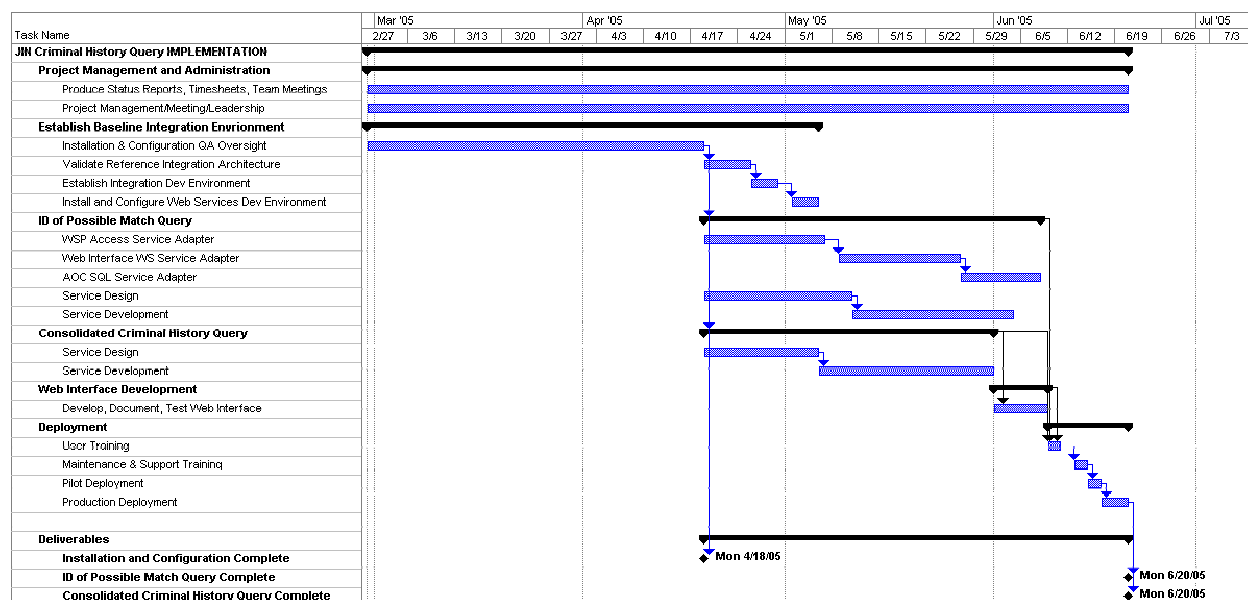 Mar '05 Apr '05 May '05 Jun '05 Jul '05
Task Name 2/27 3/6 3/13 3/20 3/27 4/3 4/10 4/17 4/24 5/1 5/8 5/15 5/22 5/29 6/5 6/12 6/19 6/26 7/3
JIN Criminal History Query IMPLEMENTATION
Project Management and Administration
Produce Status Reports, Timesheets, Team Meetings
Project Management/Meeting/Leadership
Establish Baseline Integration Envrionment
Installation & Configuration QA Oversight
Validate Reference Integration Architecture
Establish Integration Dev Environment
Install and Configure Web Services Dev Environment
ID of Possible Match Query
WSP Access Service Adapter
Web Interface WS Service Adapter
AOC SQL Service Adapter
Service Design
Service Development
Consolidated Criminal History Query
Service Design
Service Development
Web Interface Development
Develop, Document, Test Web Interface
Deployment
User Training
Maintenance & Support Training
Pilot Deployment
Production Deployment
Deliverables
Installation and Configuration Complete Mon 4/18/05
ID of Possible Match Query Complete Mon 6/20/05
Consolidated Criminal History Query Complete Mon 6/20/05